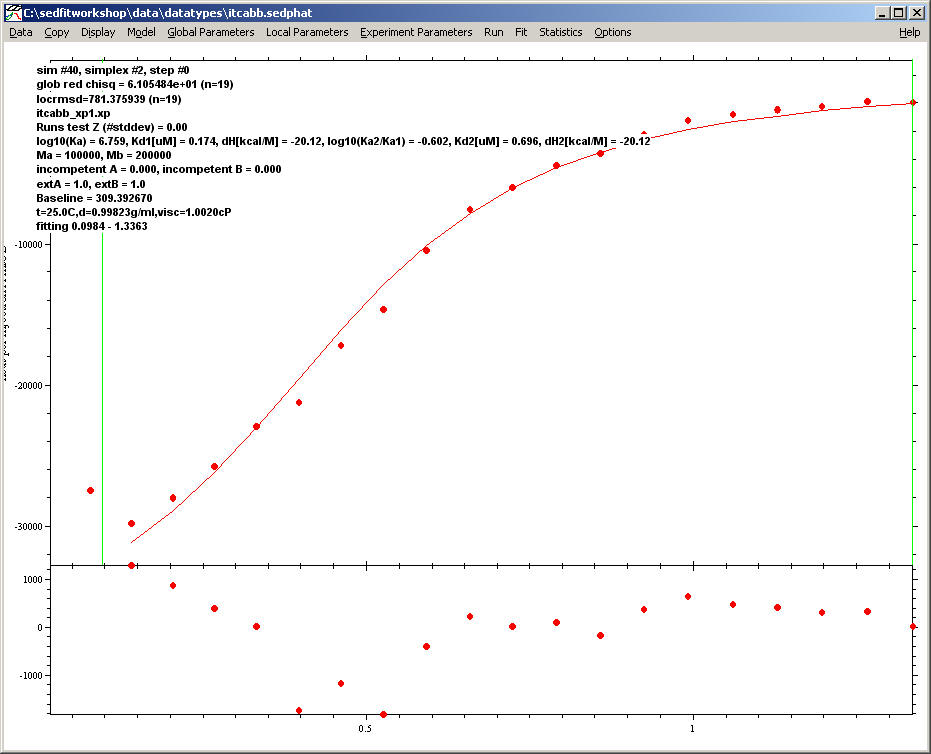 C:\sedfitworkshop\data\datatypes\itcabb.sedphat
Data Copy Display Model Global Parameters Local Parameters Experiment Parameters Run Fit Statistics Options Help
sim #40, simplex #2, step #0
glob red chisq = 6.105484e+01 (n=19)
locrmsd=781.375939 (n=19)
itcabb_xp1.xp
Runs test Z (#stddev) = 0.00
log10(Ka) = 6.759, Kd1[uM] = 0.174, dH[kcal/M] = -20.12, log10(Ka2/Ka1) = -0.602, Kd2[uM] = 0.696, dH2[kcal/M] = -20.12
Ma = 100000, Mb = 200000
incompetent A = 0.000, incompetent B = 0.000
extA = 1.0, extB = 1.0
Baseline = 309.392670
t=25.0C,d=0.99823g/ml,visc=1.0020cP
fitting 0.0984 - 1.3363
-10000
-20000
-30000
1000
0
-1000
0.5
1